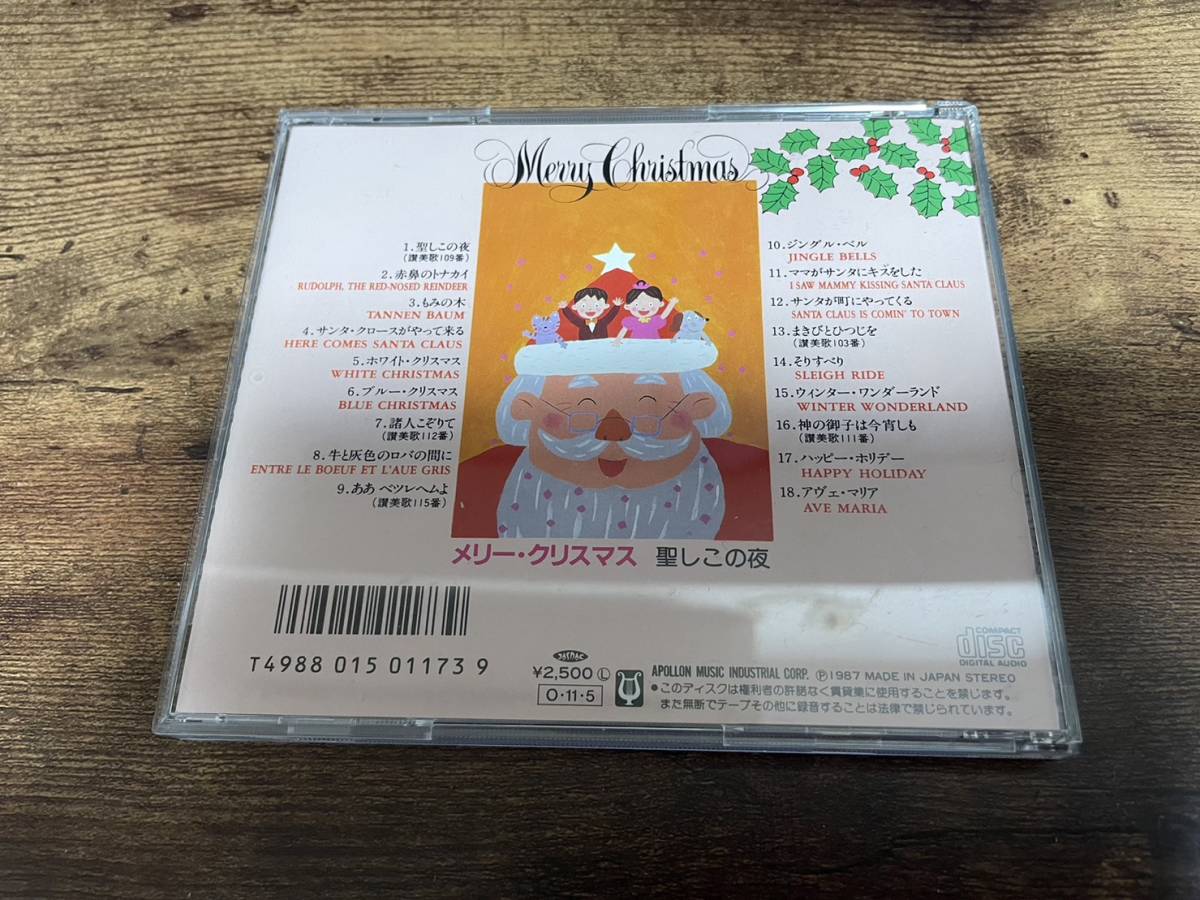 Merry Christmas
1.聖しこの夜
(讃美歌109番)
2.赤鼻のトナカイ
RUDOLPH, THE RED-NOSED REINDEER
3.もみの木
TANNEN BAUM
4.サンタ・クロースがやって来る
HERE COMES SANTA CLAUS
5.ホワイト・クリスマス
WHITE CHRISTMAS
6.ブルー・クリスマス
BLUE CHRISTMAS
7.諸人こぞりて
(讃美歌112番)
8.牛と灰色のロバの間に
ENTRE LE BOEUF ET L'AUE GRIS
9.ああ ベツレヘムよ
(讃美歌115番)
10.ジングル・ベル
JINGLE BELLS
11.ママがサンタにキスをした
I SAW MAMMY KISSING SANTA CLAUS
12.サンタが町にやってくる
SANTA CLAUS IS COMIN' TO TOWN
13.まきびとひつじを
(讃美歌103番)
14.そりすべり
SLEIGH RIDE
15.ウィンター・ワンダーランド
WINTER WONDERLAND
16.神の御子は今宵しも
(讃美歌111番)
17.ハッピー・ホリデー
HAPPY HOLIDAY
18.アヴェ・マリア
AVE MARIA
メリー・クリスマス 聖しこの夜
T4988 015 01173 9
JASRAC
¥2,500 Ⓛ
O・11・5
APOLLON MUSIC INDUSTRIAL CORP. Ⓟ1987 MADE IN JAPAN STEREO
●このディスクは権利者の許諾なく賃貸業に使用することを禁じます。
また無断でテープその他に録音することは法律で禁じられています。
COMPACT
disc
DIGITAL AUDIO